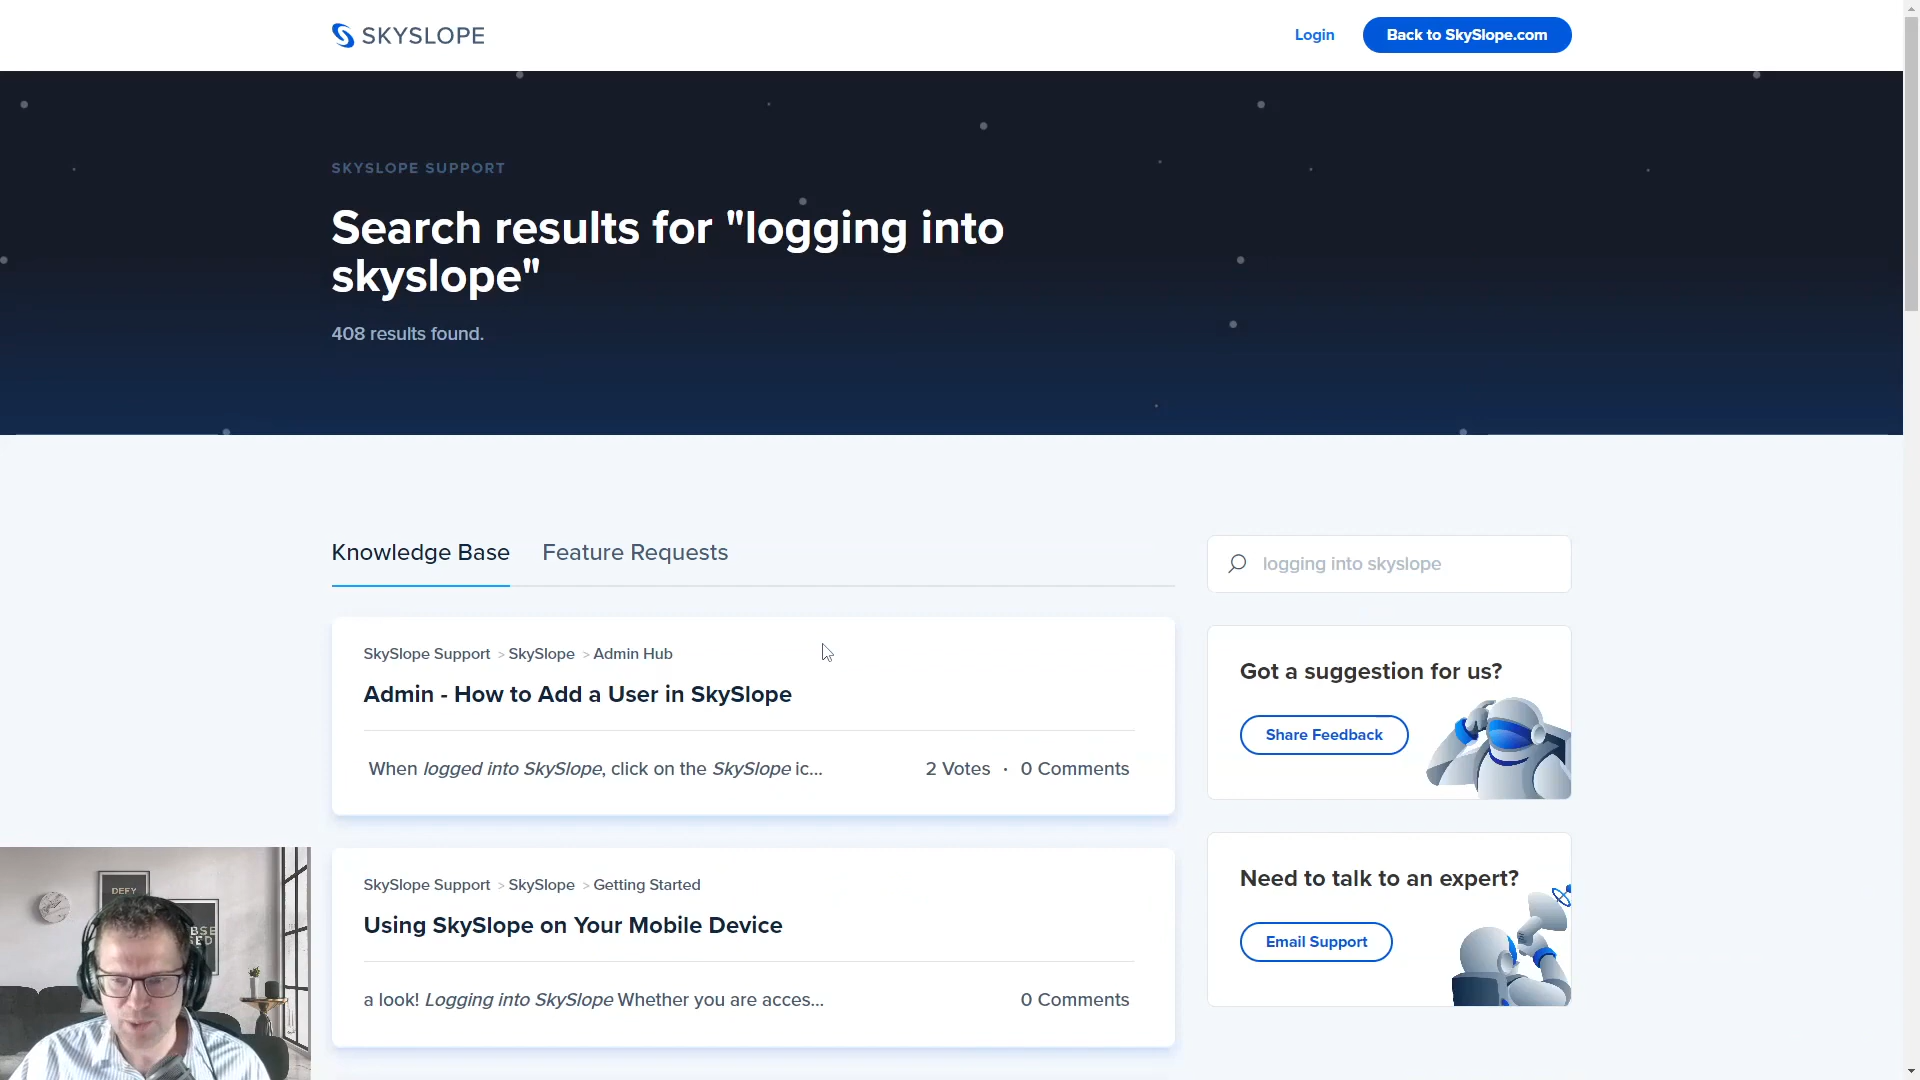 SKYSLOPE
Login
Back to SkySlope.com
SKYSLOPE SUPPORT
Search results for "logging into
skyslope"
408 results found.
Knowledge Base
Feature Requests
logging into skyslope
SkySlope Support > SkySlope > Admin Hub
Admin - How to Add a User in SkySlope
When logged into SkySlope, click on the SkySlope ic...
2 Votes · 0 Comments
Got a suggestion for us?
Share Feedback
SkySlope Support > SkySlope > Getting Started
Using SkySlope on Your Mobile Device
a look! Logging into SkySlope Whether you are acces...
0 Comments
Need to talk to an expert?
Email Support
DEFY